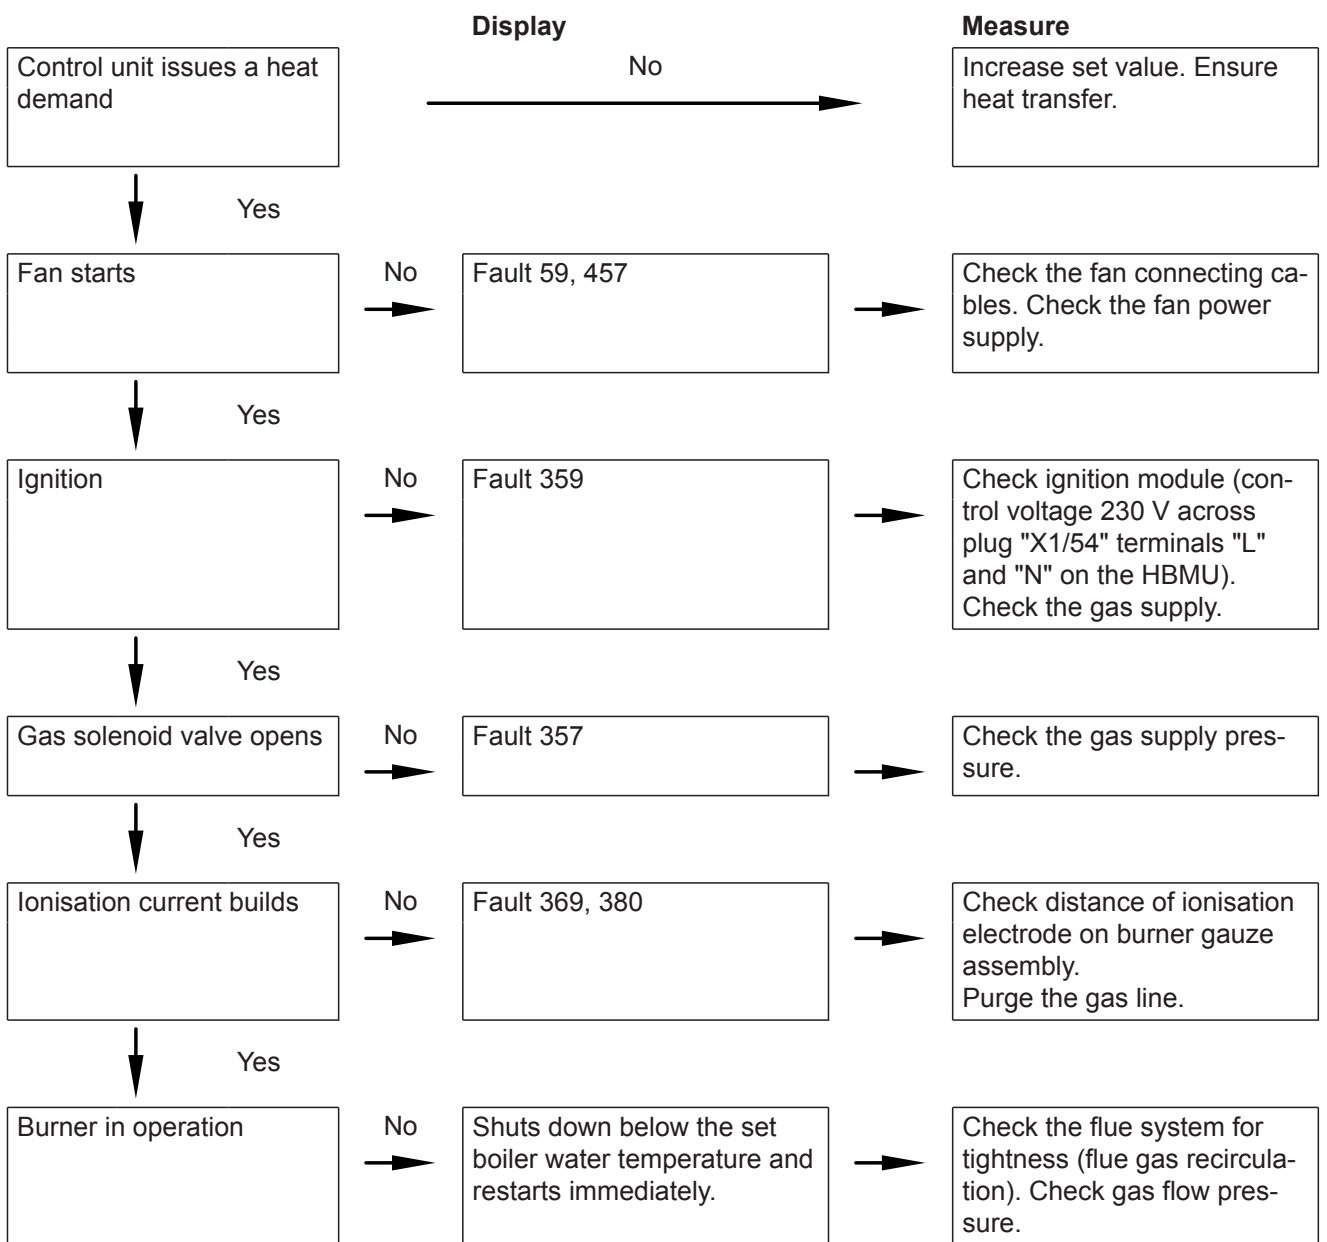 Display
Measure
Control unit issues a heat
demand
No
Increase set value. Ensure
heat transfer.
Yes
Fan starts
No
Fault 59, 457
Check the fan connecting ca-
bles. Check the fan power
supply.
Yes
Ignition
No
Fault 359
Check ignition module (con-
trol voltage 230 V across
plug "X1/54" terminals "L"
and "N" on the HBMU).
Check the gas supply.
Yes
Gas solenoid valve opens
No
Fault 357
Check the gas supply pres-
sure.
Yes
Ionisation current builds
No
Fault 369, 380
Check distance of ionisation
electrode on burner gauze
assembly.
Purge the gas line.
Yes
Burner in operation
No
Shuts down below the set
boiler water temperature and
restarts immediately.
Check the flue system for
tightness (flue gas recircula-
tion). Check gas flow pres-
sure.